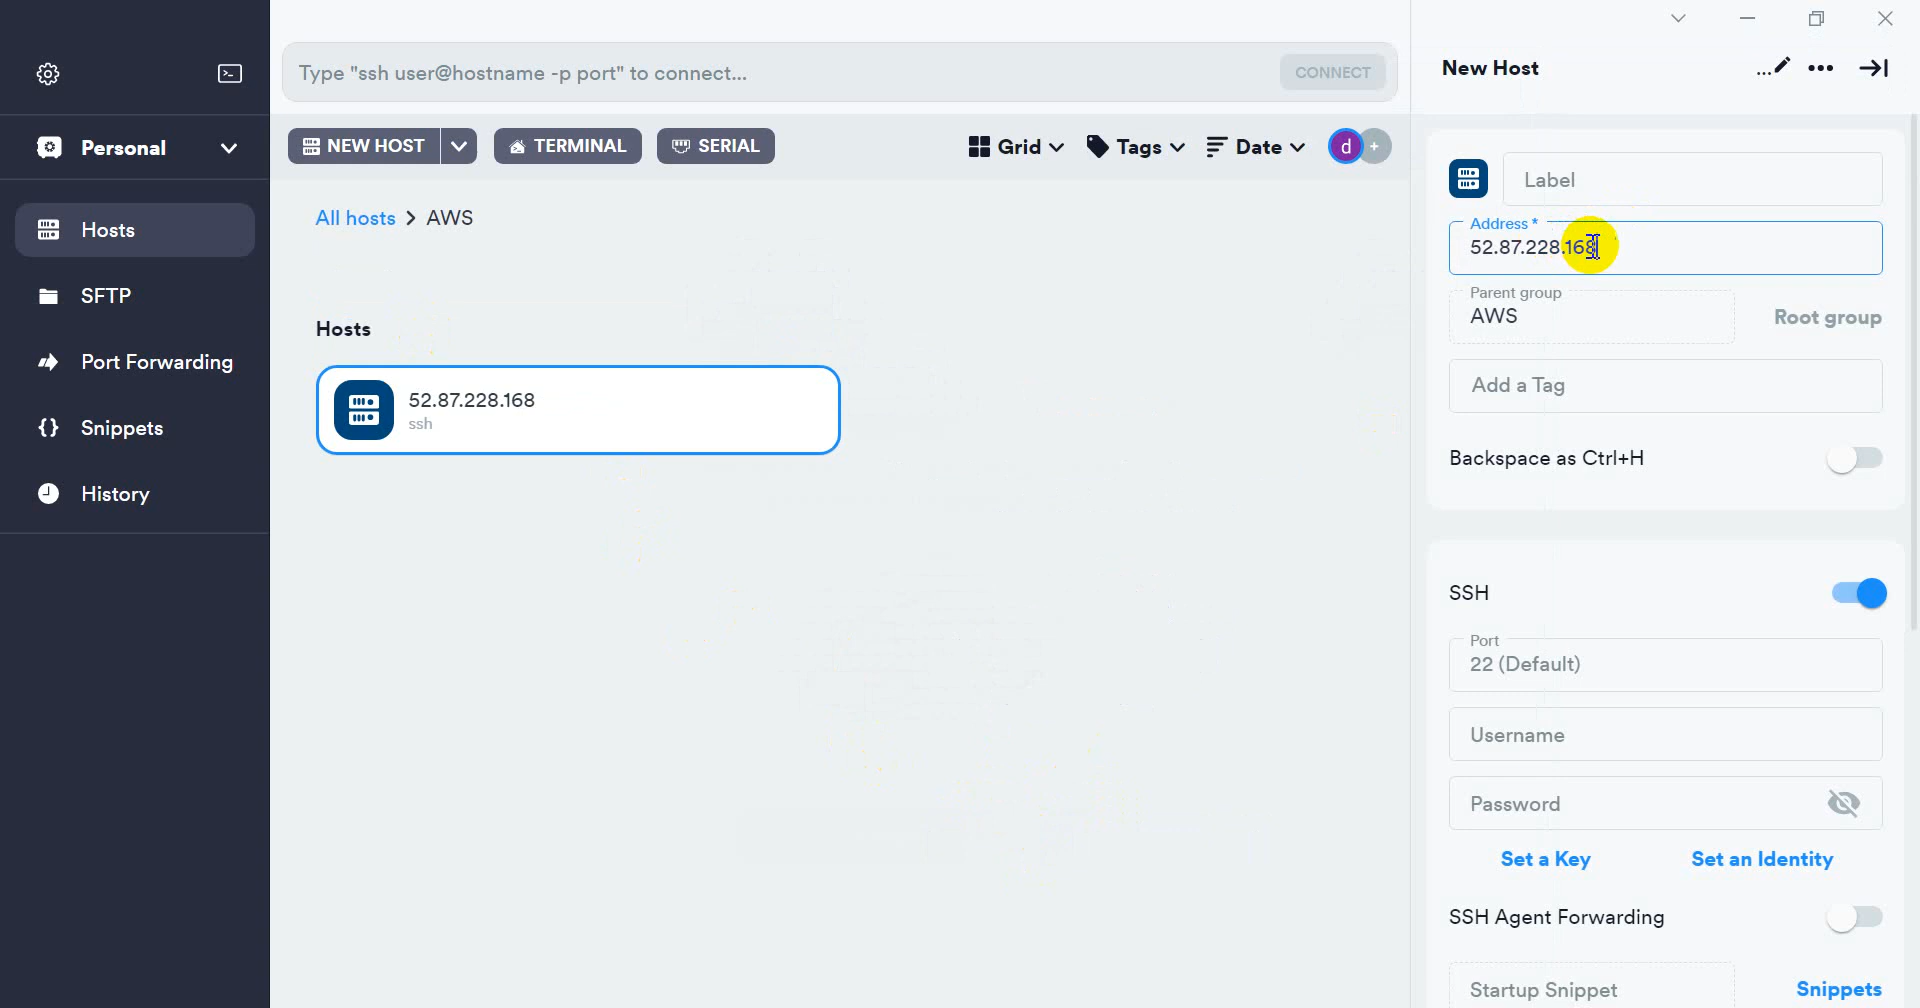 Type "ssh user@hostname -p port" to connect...
CONNECT
New Host
Personal
NEW HOST
TERMINAL
SERIAL
Grid
Tags
Date
d
+
Hosts
SFTP
Port Forwarding
Snippets
History
All hosts > AWS
Hosts
52.87.228.168
ssh
Label
Address *
52.87.228.168
Parent group
AWS
Root group
Add a Tag
Backspace as Ctrl+H
SSH
Port
22 (Default)
Username
Password
Set a Key
Set an Identity
SSH Agent Forwarding
Startup Snippet
Snippets